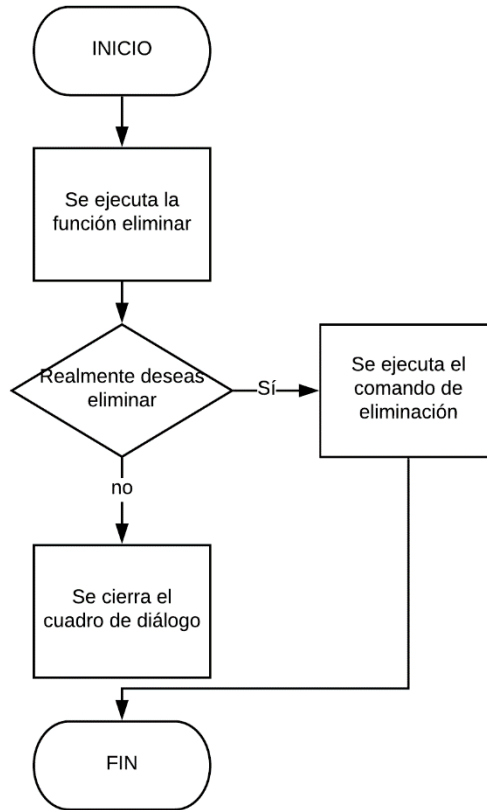 INICIO
Se ejecuta la
función eliminar
Realmente deseas
eliminar
Sí
Se ejecuta el
comando de
eliminación
no
Se cierra el
cuadro de diálogo
FIN